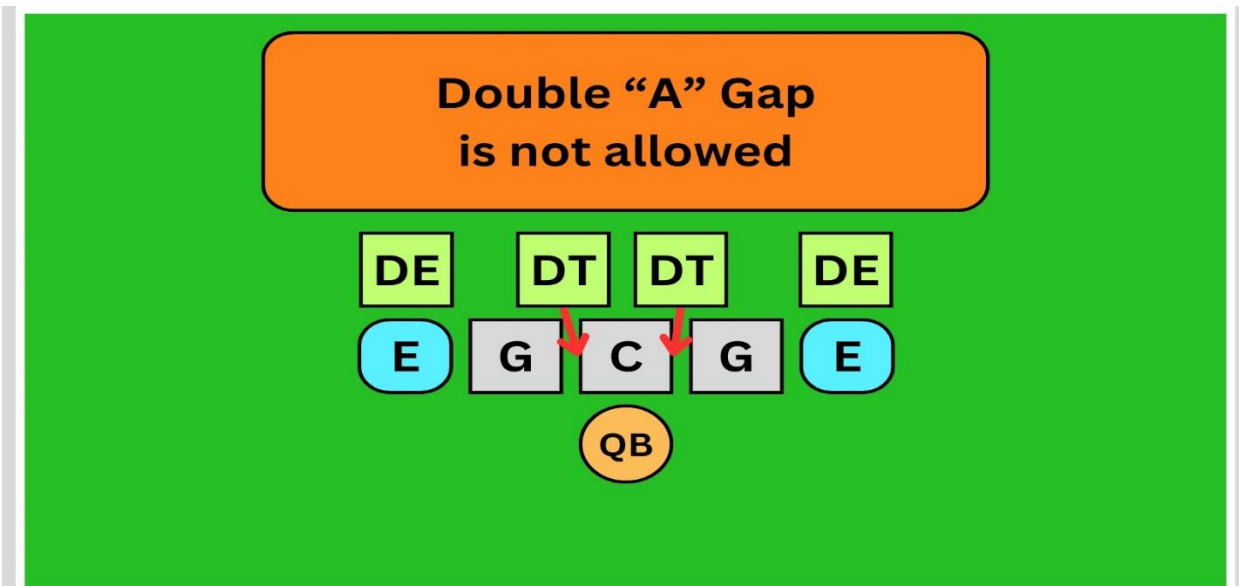 Double “A” Gap
is not allowed
DE DT DT DE
E G C G E
QB